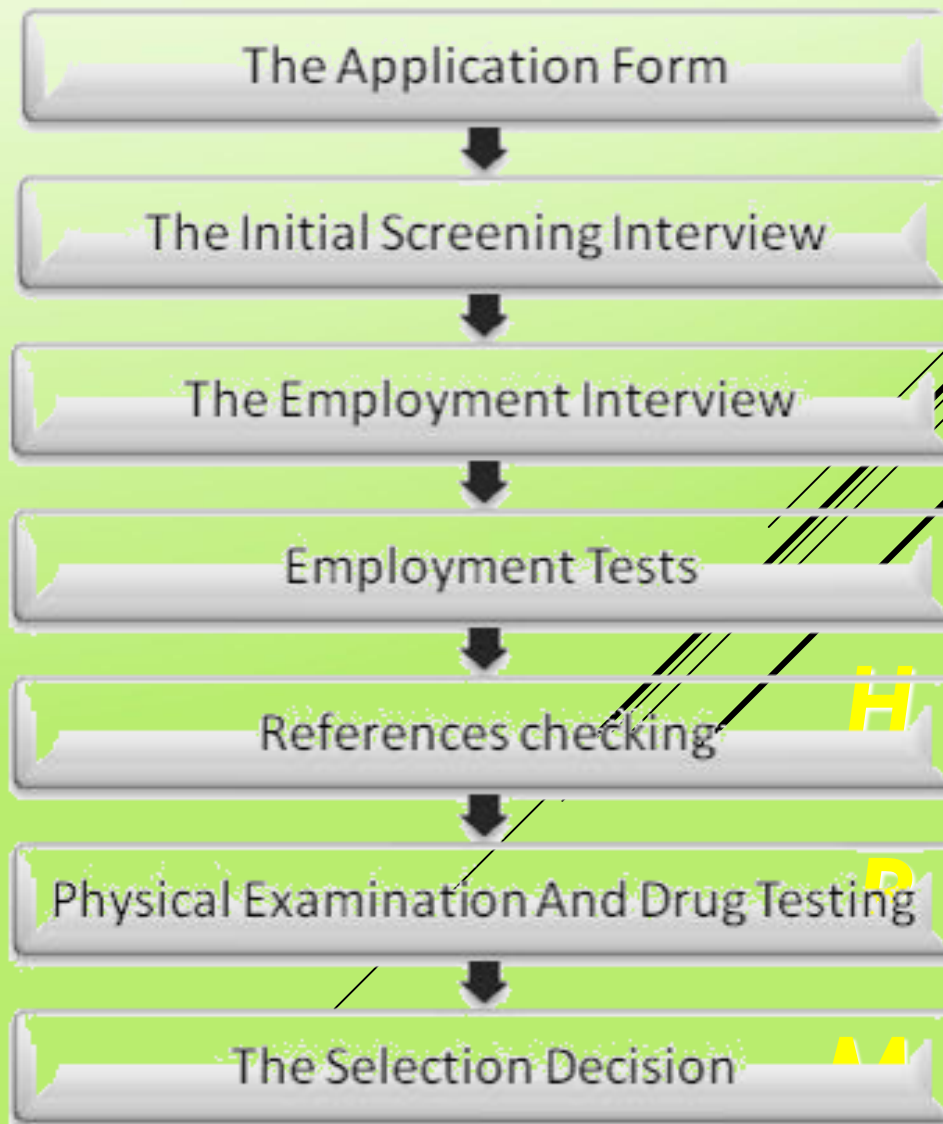 The Application Form
The Initial Screening Interview
The Employment Interview
Employment Tests
References checking
H
Physical Examination And Drug Testing
R
The Selection Decision
M